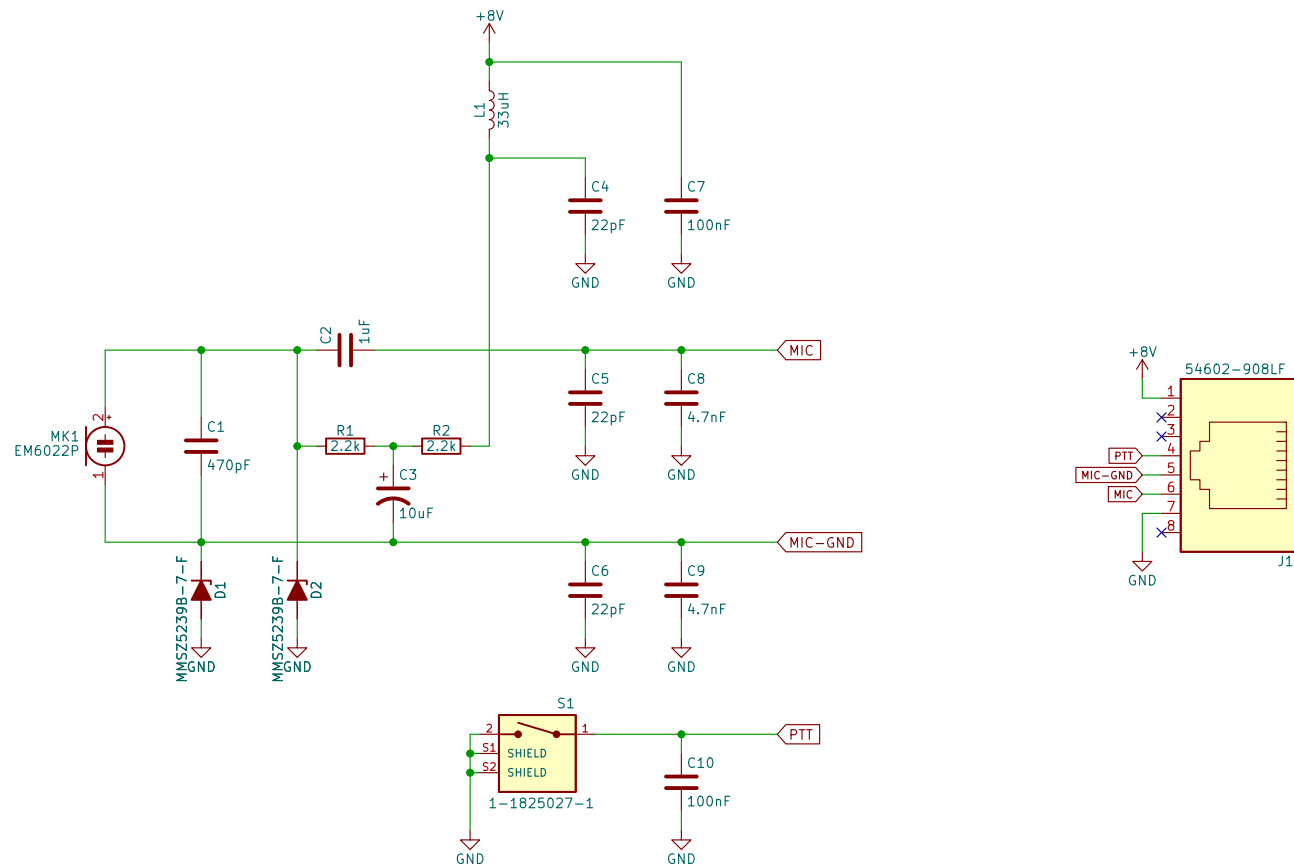 +8V
L1
33uH
C4
22pF
GND
C7
100nF
GND
C2
1uF
MIC
MK1
EM6022P
2
+
1
C1
470pF
R1
2.2k
R2
2.2k
+
C3
10uF
C5
22pF
GND
C8
4.7nF
GND
MIC-GND
MMSZ5239B-7-F
D1
GND
MMSZ5239B-7-F
D2
GND
C6
22pF
GND
C9
4.7nF
GND
S1
2
1
S1
SHIELD
S2
SHIELD
1-1825027-1
GND
PTT
C10
100nF
GND
+8V
54602-908LF
1
2
3
PTT
4
MIC-GND
5
MIC
6
7
8
GND
J1